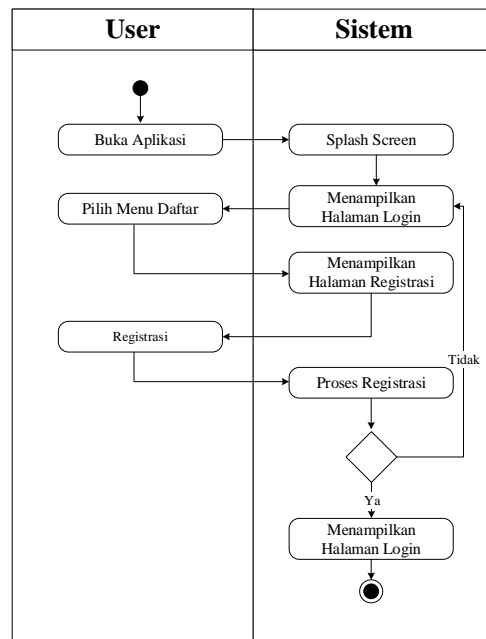 User
Sistem
Buka Aplikasi
Splash Screen
Menampilkan
Halaman Login
Pilih Menu Daftar
Menampilkan
Halaman Registrasi
Registrasi
Tidak
Proses Registrasi
Ya
Menampilkan
Halaman Login